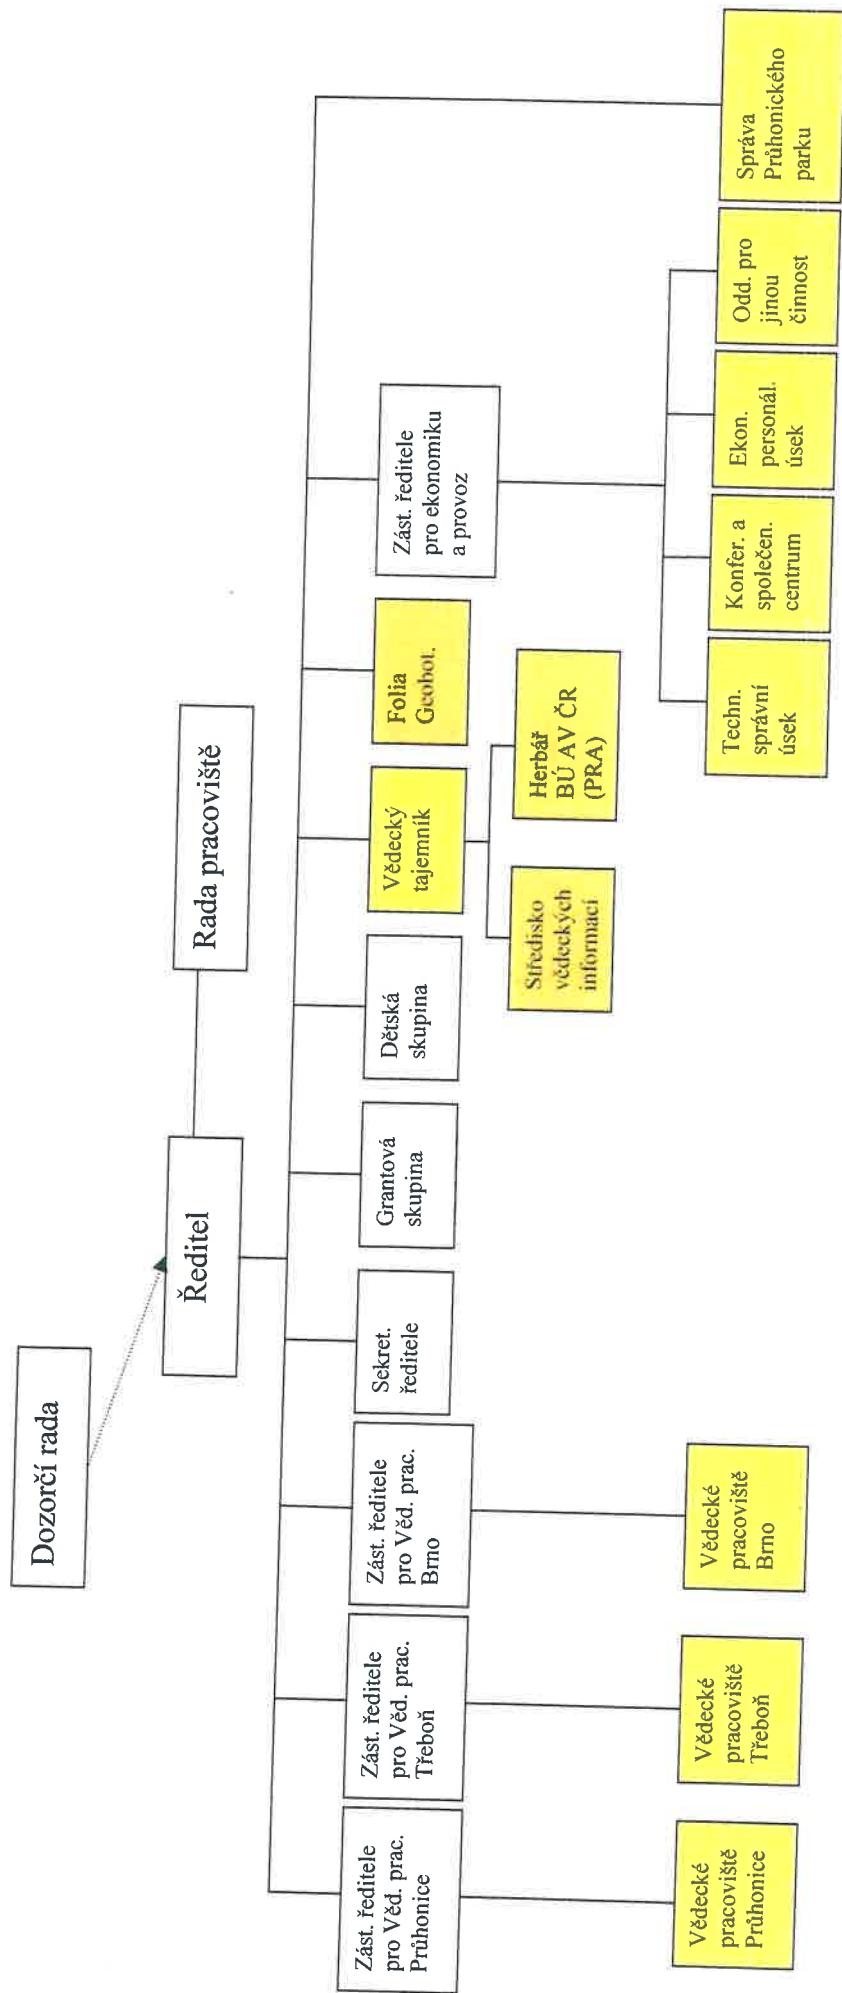 Dozorčí rada
Ředitel
Rada pracoviště
Zást. ředitele
pro Věd. prac.
Průhonice
Zást. ředitele
pro Věd. prac.
Třeboň
Zást. ředitele
pro Věd. prac.
Brno
Sekret.
ředitele
Grantová
skupina
Dětská
skupina
Vědecký
tajemník
Folia
Geobot.
Zást. ředitele
pro ekonomiku
a provoz
Středisko
vědeckých
informací
Herbář
BÚ AV ČR
(PRA)
Vědecké
pracoviště
Průhonice
Vědecké
pracoviště
Třeboň
Vědecké
pracoviště
Brno
Techn.
správní
úsek
Konfer. a
společen.
centrum
Ekon.
personál.
úsek
Odd. pro
jinou
činnost
Správa
Průhonického
parku